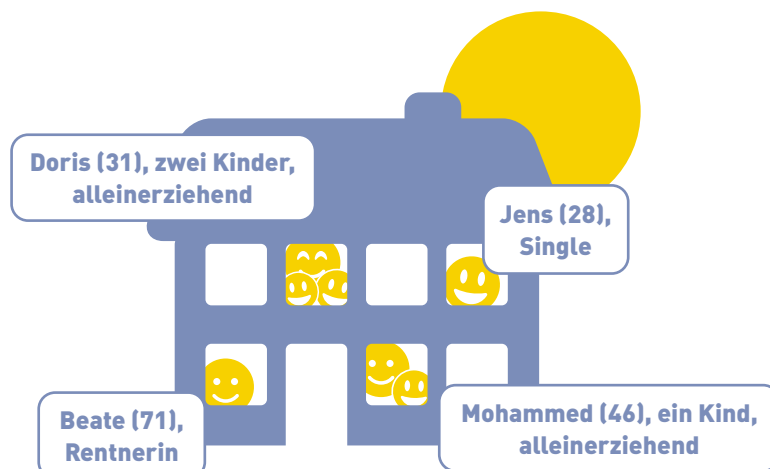 Doris (31), zwei Kinder,
alleinerziehend
Jens (28),
Single
Beate (71),
Rentnerin
Mohammed (46), ein Kind,
alleinerziehend